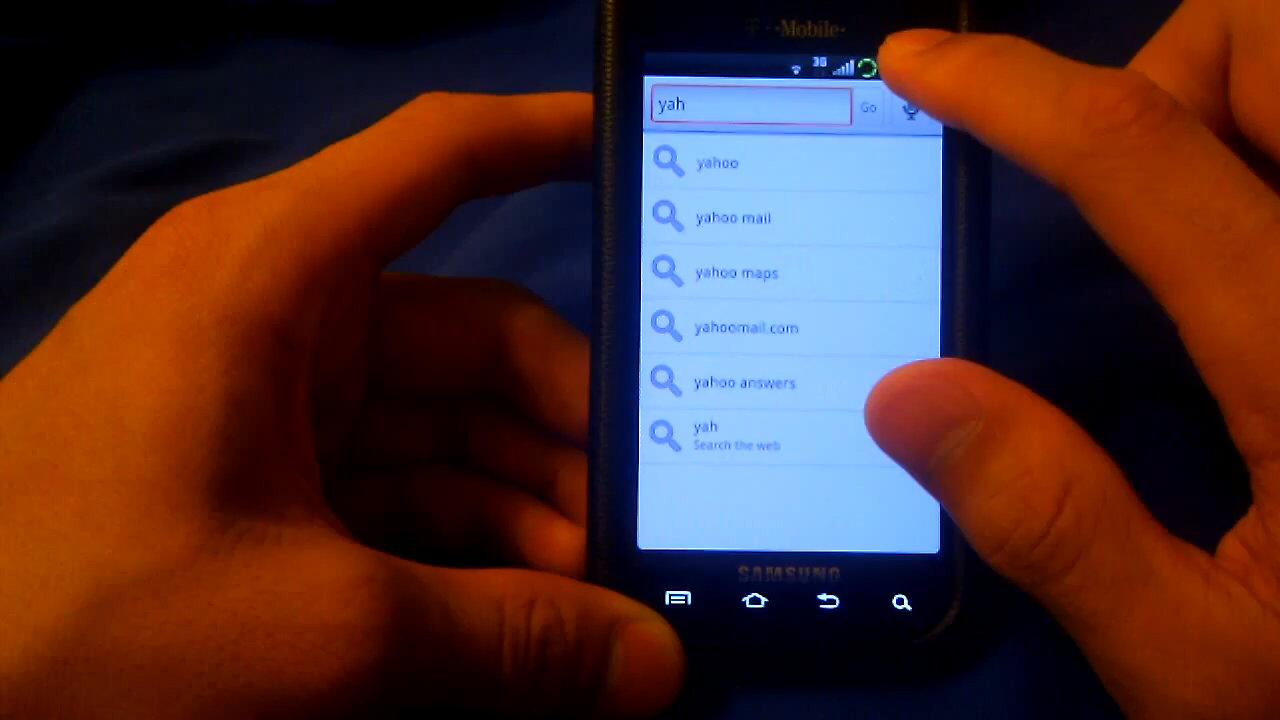 T··Mobile·
3G
yah
Go
yahoo
yahoo mail
yahoo maps
yahoomail.com
yahoo answers
yah
Search the web
SAMSUNG